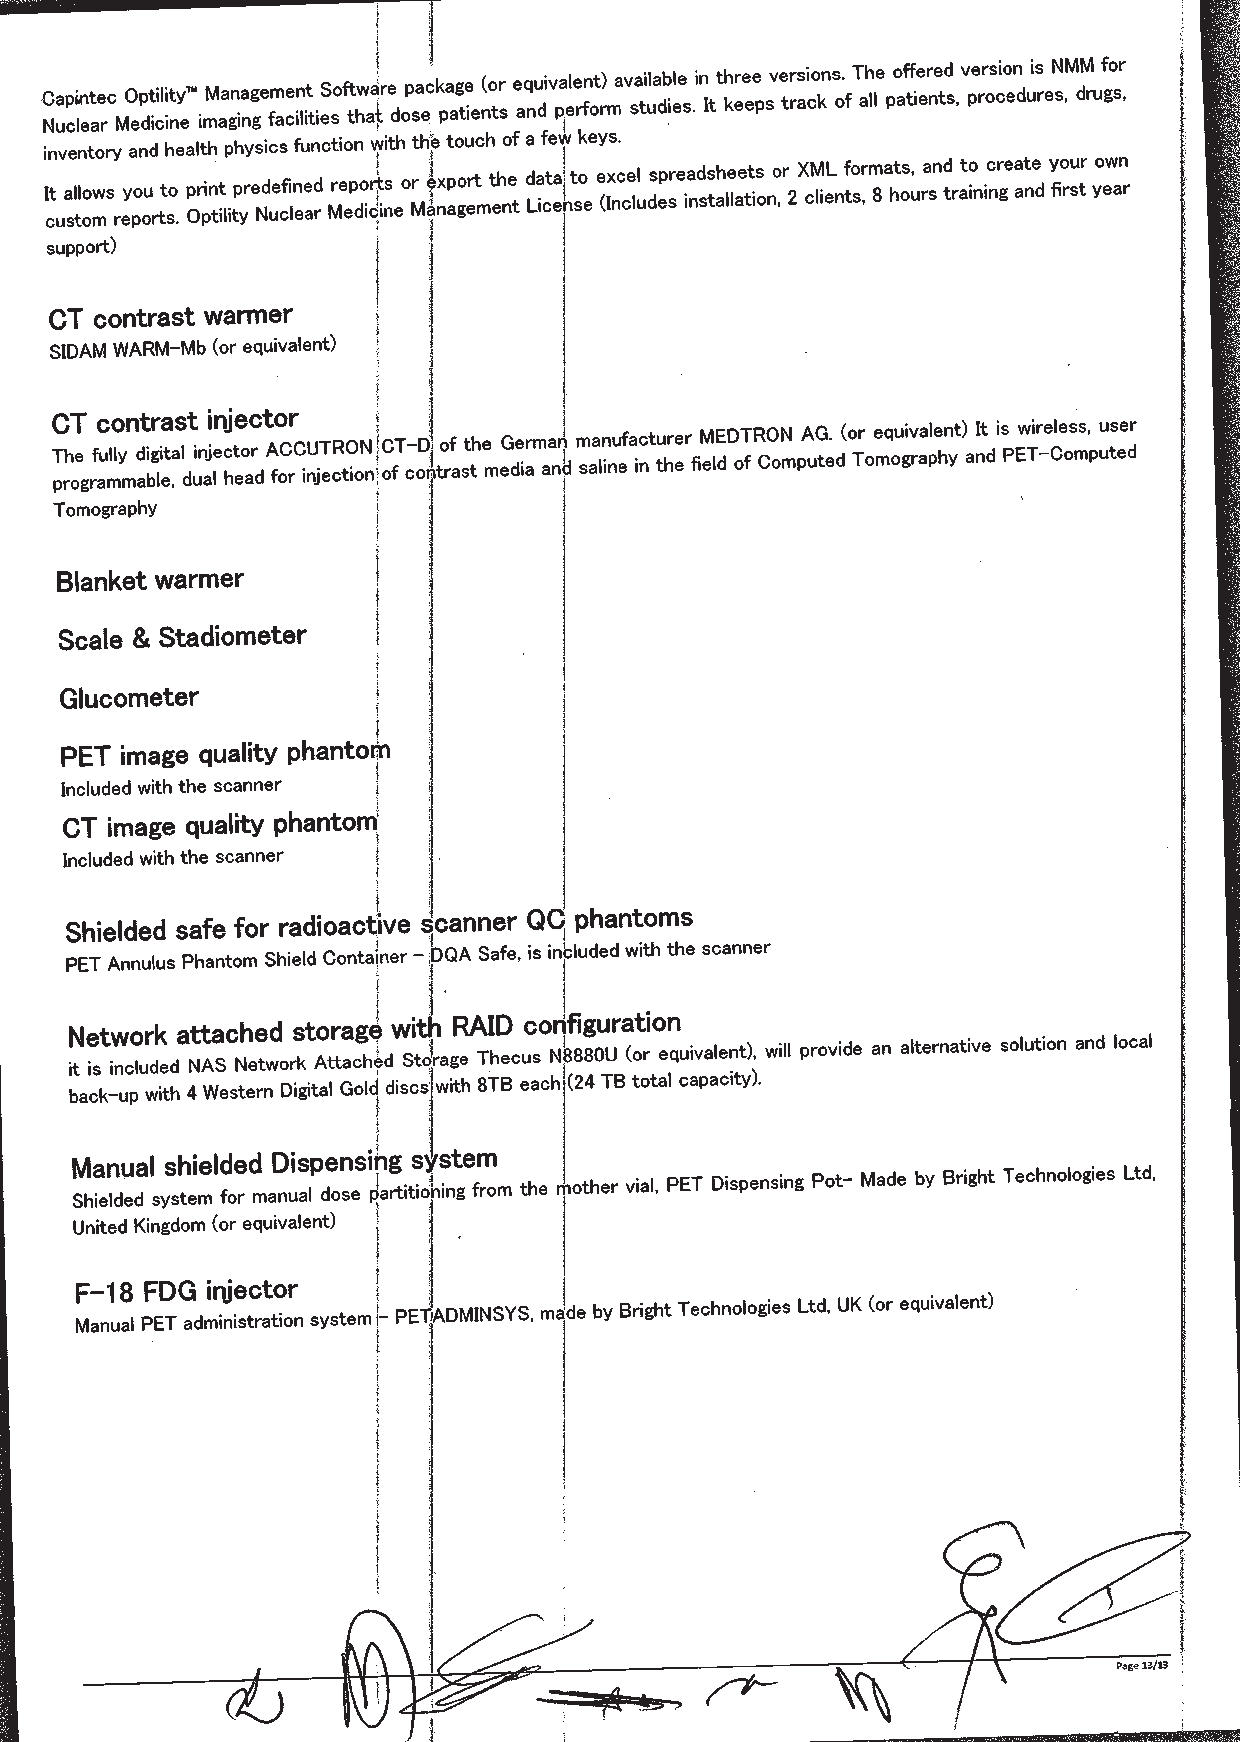 Capintec Optility™ Management Software package (or equivalent) available in three versions. The offered version is NMM for
Nuclear Medicine imaging facilities that dose patients and perform studies. It keeps track of all patients, procedures, drugs,
inventory and health physics function with the touch of a few keys.
It allows you to print predefined reports or export the data to excel spreadsheets or XML formats, and to create your own
custom reports. Optility Nuclear Medicine Management License (Includes installation, 2 clients, 8 hours training and first year
support)
CT contrast warmer
SIDAM WARM-Mb (or equivalent)
CT contrast injector
The fully digital injector ACCUTRON CT-D of the German manufacturer MEDTRON AG. (or equivalent) It is wireless, user
programmable, dual head for injection of contrast media and saline in the field of Computed Tomography and PET-Computed
Tomography
Blanket warmer
Scale & Stadiometer
Glucometer
PET image quality phantom
Included with the scanner
CT image quality phantom
Included with the scanner
Shielded safe for radioactive scanner QC phantoms
PET Annulus Phantom Shield Container - DQA Safe, is included with the scanner
Network attached storage with RAID configuration
it is included NAS Network Attached Storage Thecus N8880U (or equivalent), will provide an alternative solution and local
back-up with 4 Western Digital Gold discs with 8TB each (24 TB total capacity).
Manual shielded Dispensing system
Shielded system for manual dose partitioning from the mother vial, PET Dispensing Pot- Made by Bright Technologies Ltd,
United Kingdom (or equivalent)
F-18 FDG injector
Manual PET administration system - PETADMINSYS, made by Bright Technologies Ltd, UK (or equivalent)
Page 13/13